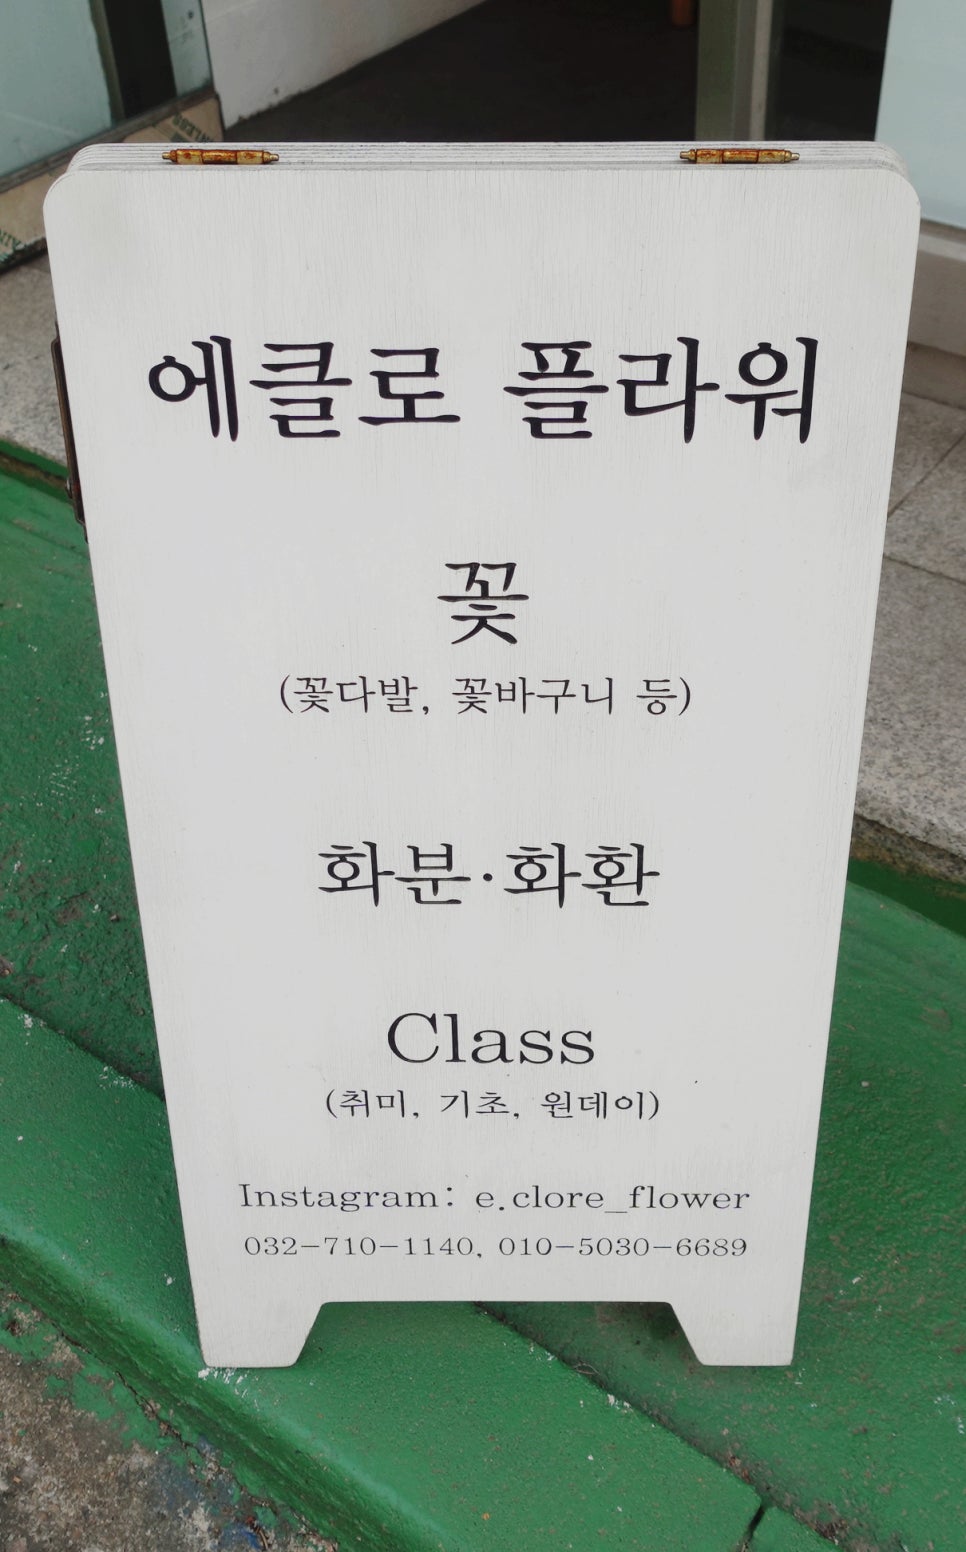 에클로 플라워
꽃
(꽃다발, 꽃바구니 등)
화분·화환
Class
(취미, 기초, 원데이)
Instagram: e.clore_flower
032-710-1140, 010-5030-6689